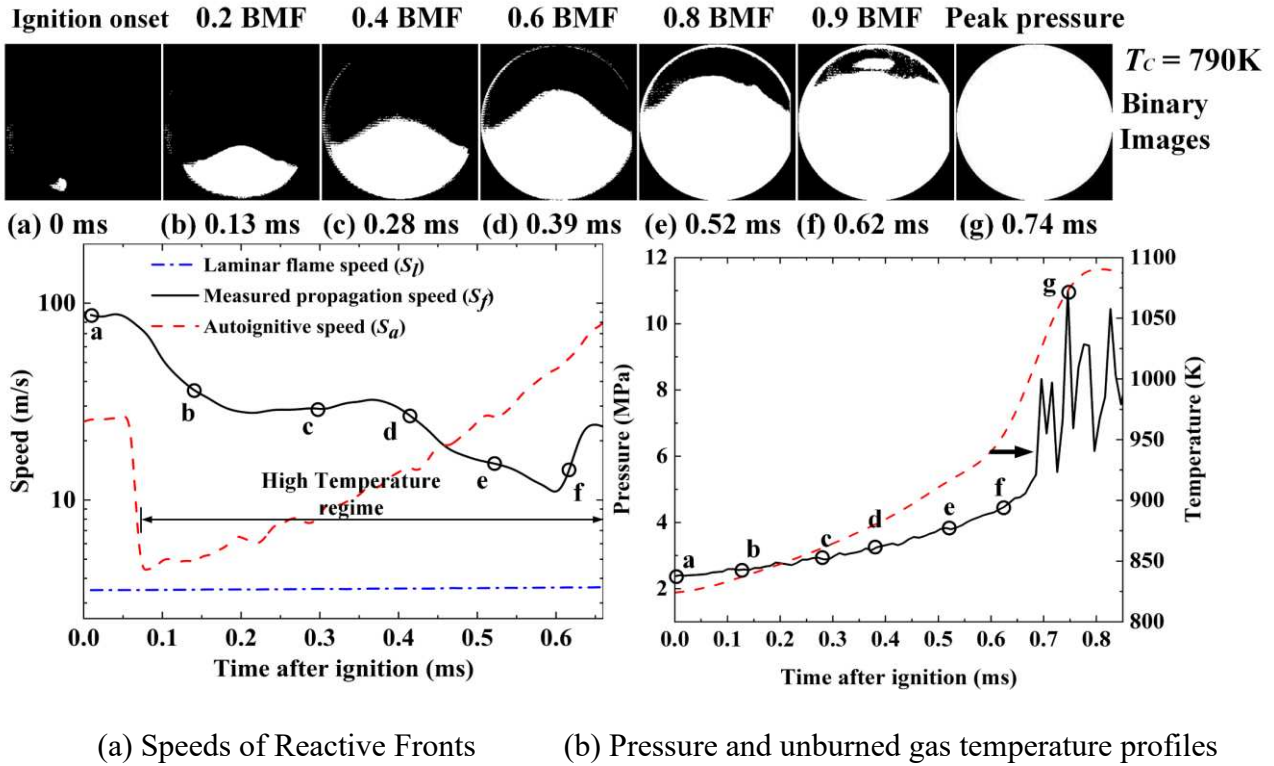 Ignition onset 0.2 BMF 0.4 BMF 0.6 BMF 0.8 BMF 0.9 BMF Peak pressure
TC = 790K
Binary
Images
(a) 0 ms (b) 0.13 ms (c) 0.28 ms (d) 0.39 ms (e) 0.52 ms (f) 0.62 ms (g) 0.74 ms
Speed (m/s)
100
10
Laminar flame speed (Sl)
Measured propagation speed (Sf)
Autoignitive speed (Sa)
a
b
c
d
e
f
High Temperature
regime
0.0 0.1 0.2 0.3 0.4 0.5 0.6
Time after ignition (ms)
Pressure (MPa)
12
10
8
6
4
2
a
b
c
d
e
f
g
1100
1050
1000
950
900
850
800
Temperature (K)
0.0 0.1 0.2 0.3 0.4 0.5 0.6 0.7 0.8
Time after ignition (ms)
(a) Speeds of Reactive Fronts (b) Pressure and unburned gas temperature profiles